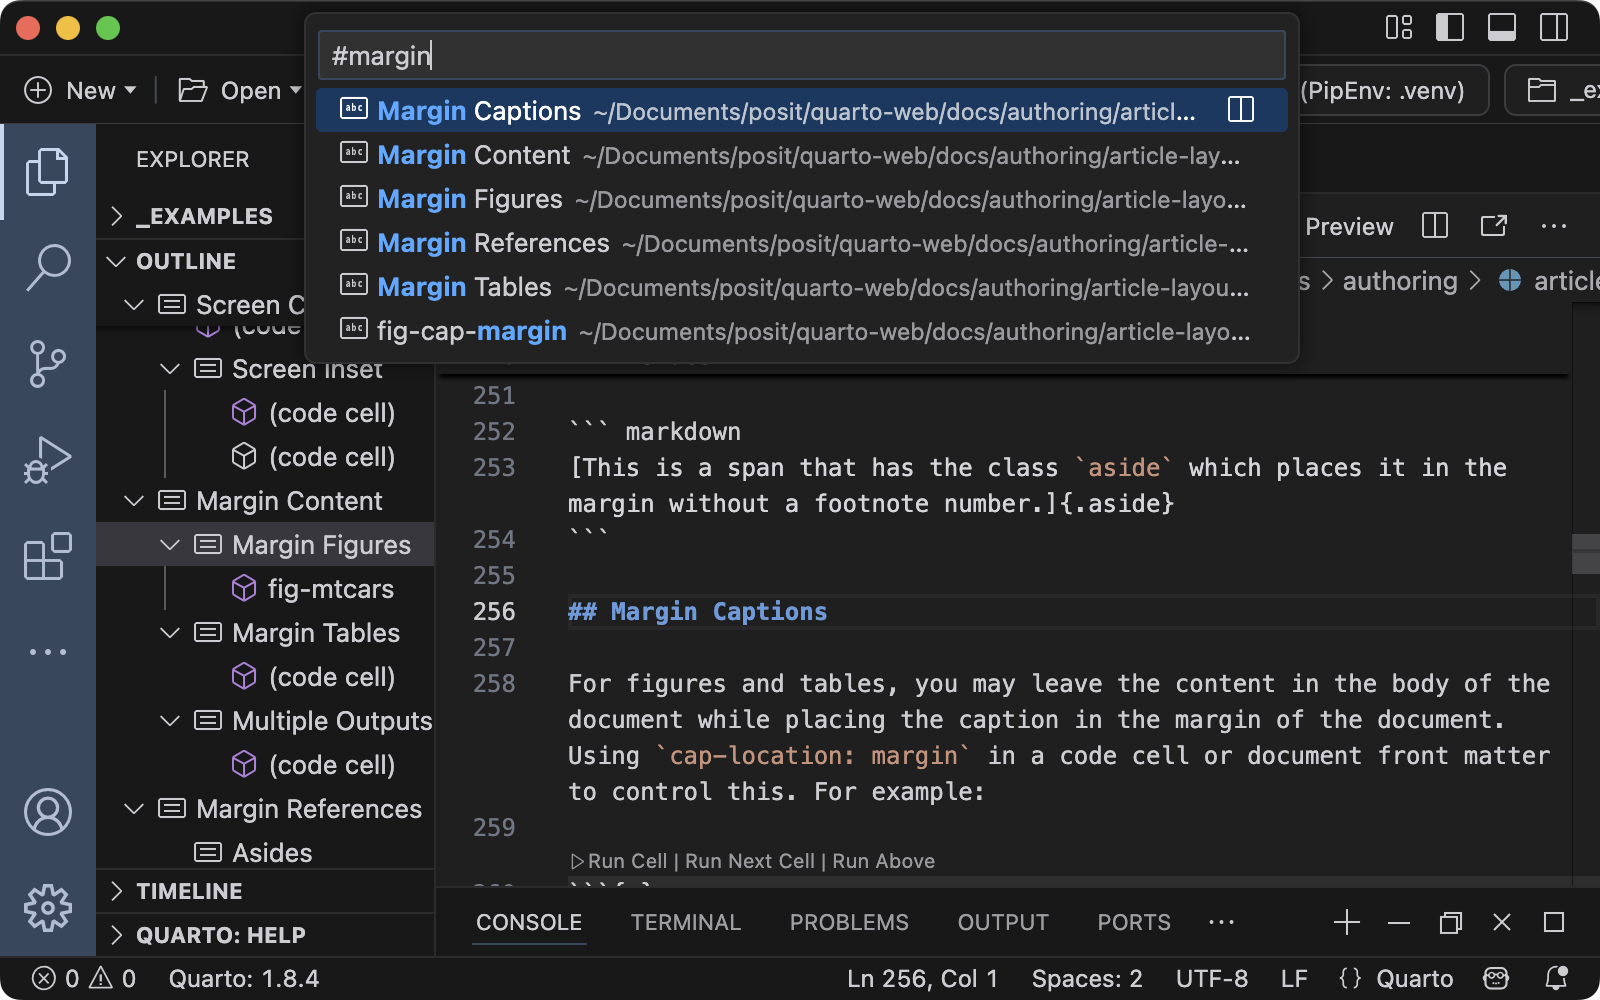 #margin
New
Open
(PipEnv: .venv)
Margin Captions ~/Documents/posit/quarto-web/docs/authoring/articl...
Margin Content ~/Documents/posit/quarto-web/docs/authoring/article-lay...
Margin Figures ~/Documents/posit/quarto-web/docs/authoring/article-layo...
Margin References ~/Documents/posit/quarto-web/docs/authoring/article-...
Margin Tables ~/Documents/posit/quarto-web/docs/authoring/article-layou...
fig-cap-margin ~/Documents/posit/quarto-web/docs/authoring/article-layo...
EXPLORER
_EXAMPLES
OUTLINE
Screen C
(code
Screen Inset
(code cell)
(code cell)
Margin Content
Margin Figures
fig-mtcars
Margin Tables
(code cell)
Multiple Outputs
(code cell)
Margin References
Asides
TIMELINE
QUARTO: HELP
Preview
s > authoring > article
251
252 ``` markdown
253 [This is a span that has the class `aside` which places it in the
margin without a footnote number.]{.aside}
254 ```
255
256 ## Margin Captions
257
258 For figures and tables, you may leave the content in the body of the
document while placing the caption in the margin of the document.
Using `cap-location: margin` in a code cell or document front matter
to control this. For example:
259
Run Cell | Run Next Cell | Run Above
CONSOLE TERMINAL PROBLEMS OUTPUT PORTS
0 0 Quarto: 1.8.4 Ln 256, Col 1 Spaces: 2 UTF-8 LF {} Quarto